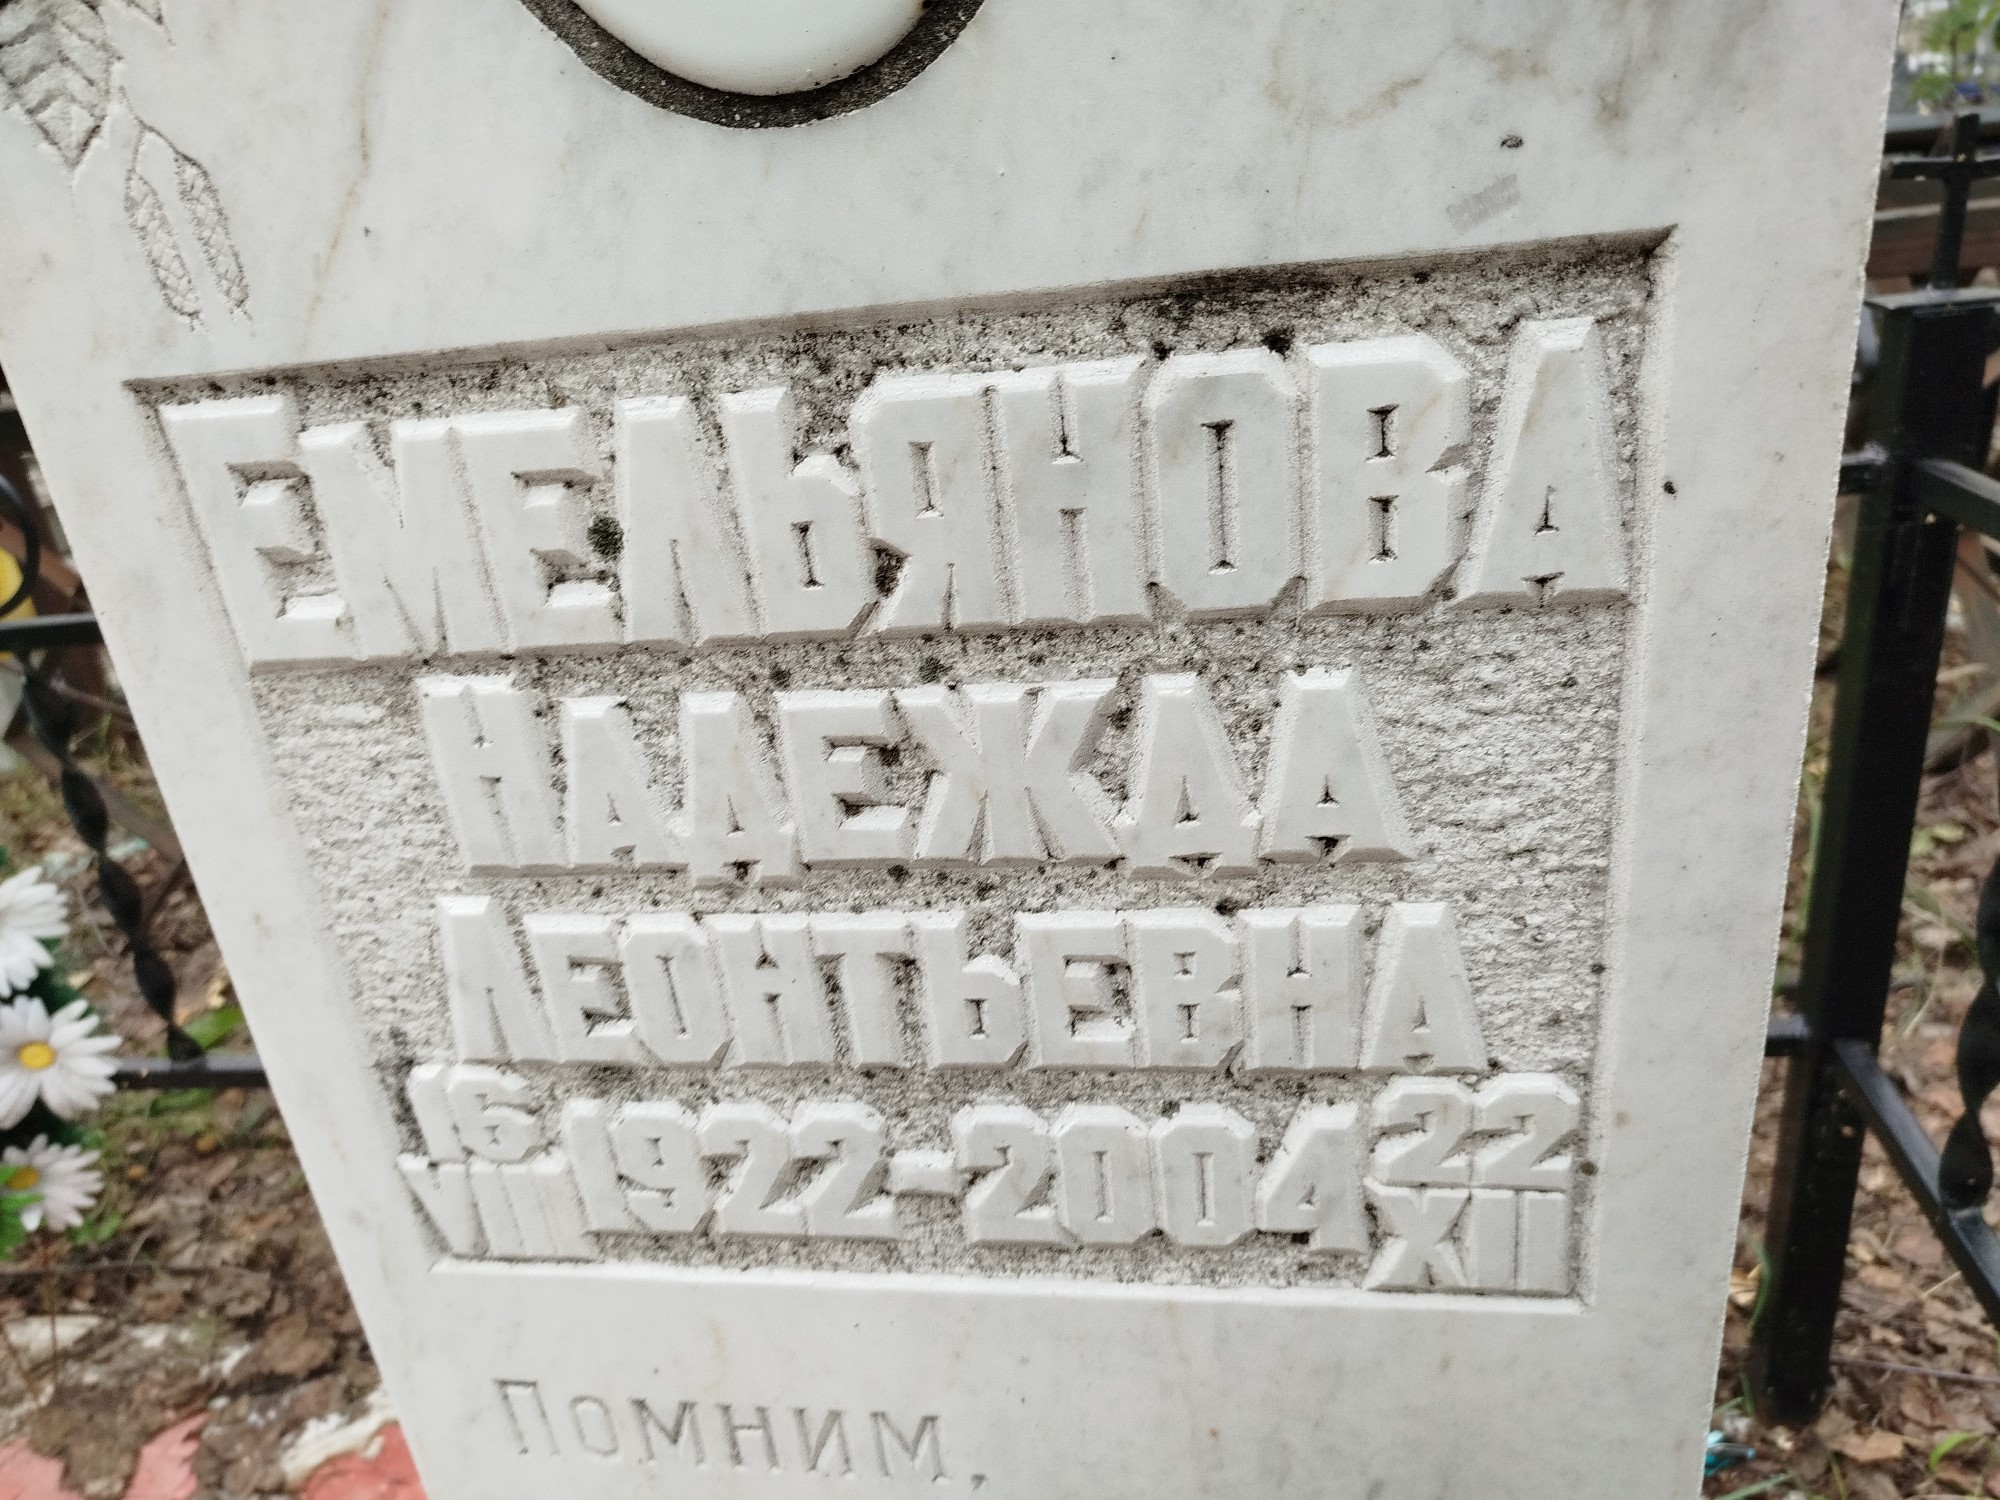 ЕМЕЛЬЯНОВА
НАДЕЖДА
ЛЕОНТЬЕВНА
16 VIII 1922-2004 22 XII
Помним,